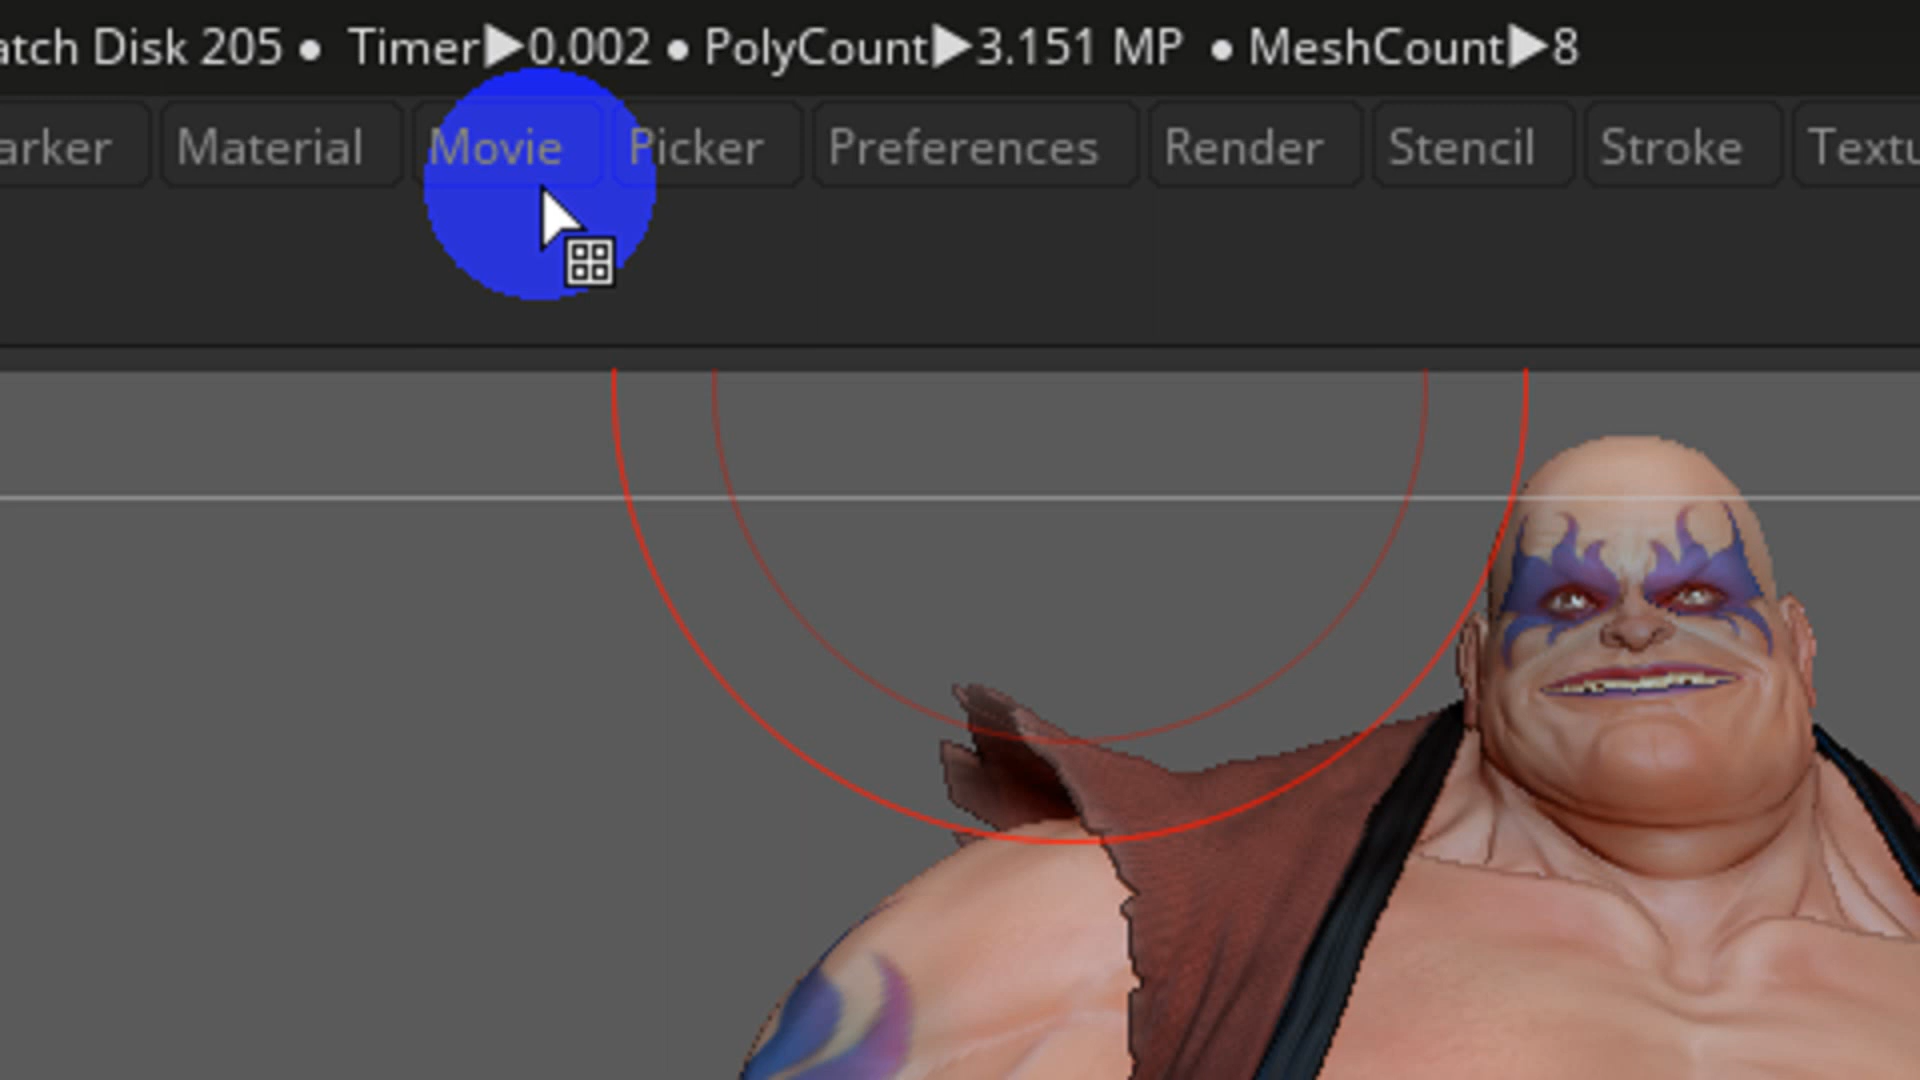 atch Disk 205 ● Timer▶0.002 ● PolyCount▶3.151 MP ● MeshCount▶8
arker Material Movie Picker Preferences Render Stencil Stroke Textu